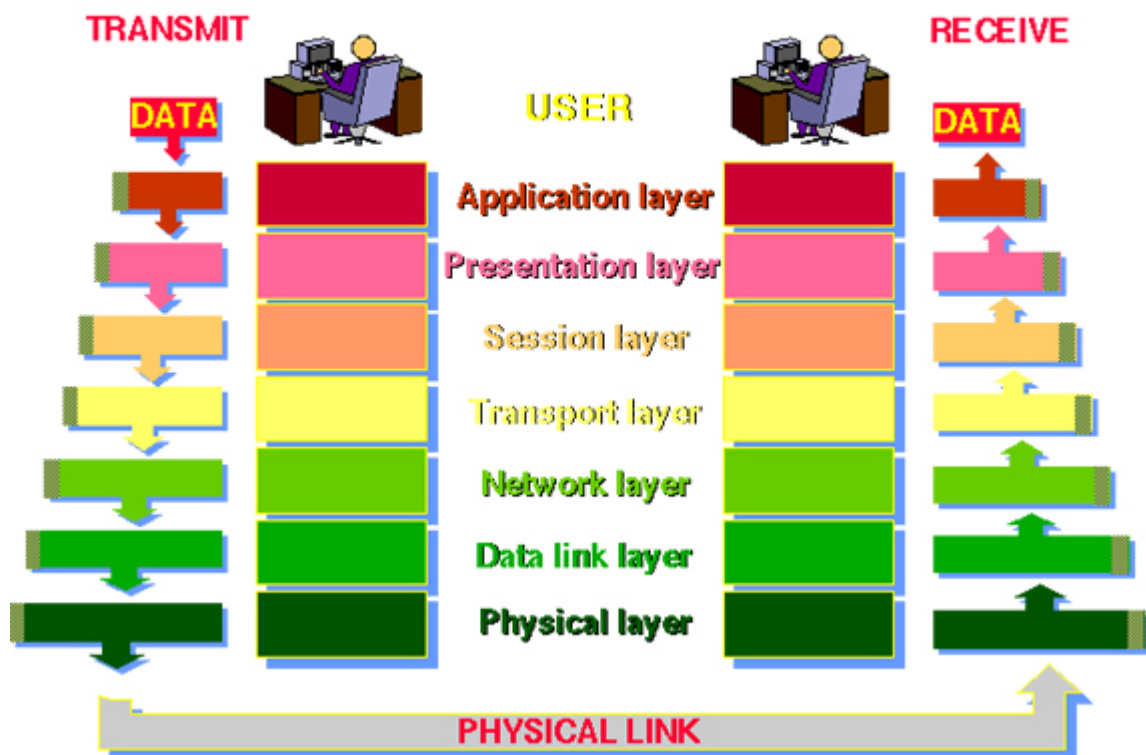 TRANSMIT
RECEIVE
DATA
USER
DATA
Application layer
Presentation layer
Session layer
Transport layer
Network layer
Data link layer
Physical layer
PHYSICAL LINK